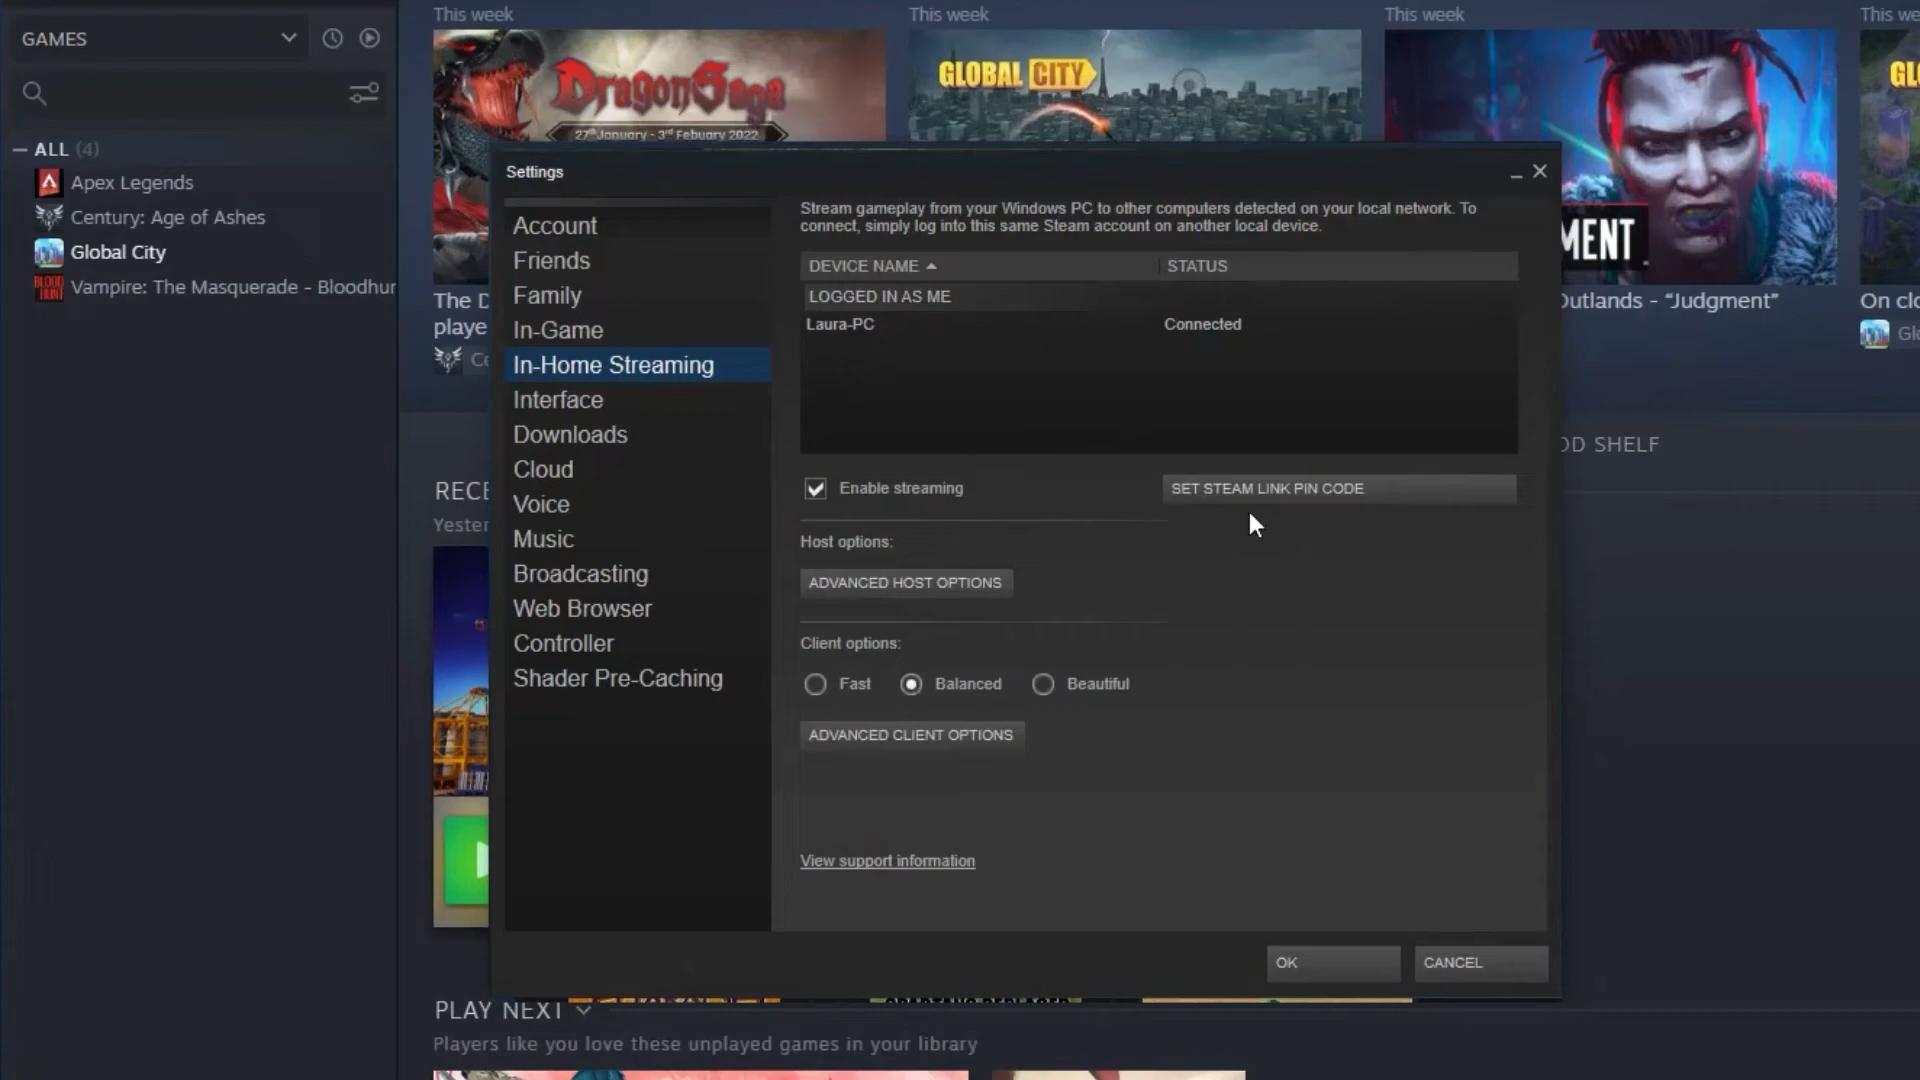 GAMES
ALL (4)
Apex Legends
Century: Age of Ashes
Global City
Vampire: The Masquerade - Bloodhur
This week
This week
This week
This we
DragonSaga
27th January - 3rd Febuary 2022
GLOBAL CITY
MENT
GL
The D
playe
Ce
Outlands - “Judgment”
On clo
Glo
OD SHELF
RECE
Yester
Settings
Account
Friends
Family
In-Game
In-Home Streaming
Interface
Downloads
Cloud
Voice
Music
Broadcasting
Web Browser
Controller
Shader Pre-Caching
Stream gameplay from your Windows PC to other computers detected on your local network. To
connect, simply log into this same Steam account on another local device.
DEVICE NAME STATUS
LOGGED IN AS ME
Laura-PC Connected
Enable streaming
SET STEAM LINK PIN CODE
Host options:
ADVANCED HOST OPTIONS
Client options:
Fast Balanced Beautiful
ADVANCED CLIENT OPTIONS
View support information
OK CANCEL
PLAY NEXT
Players like you love these unplayed games in your library